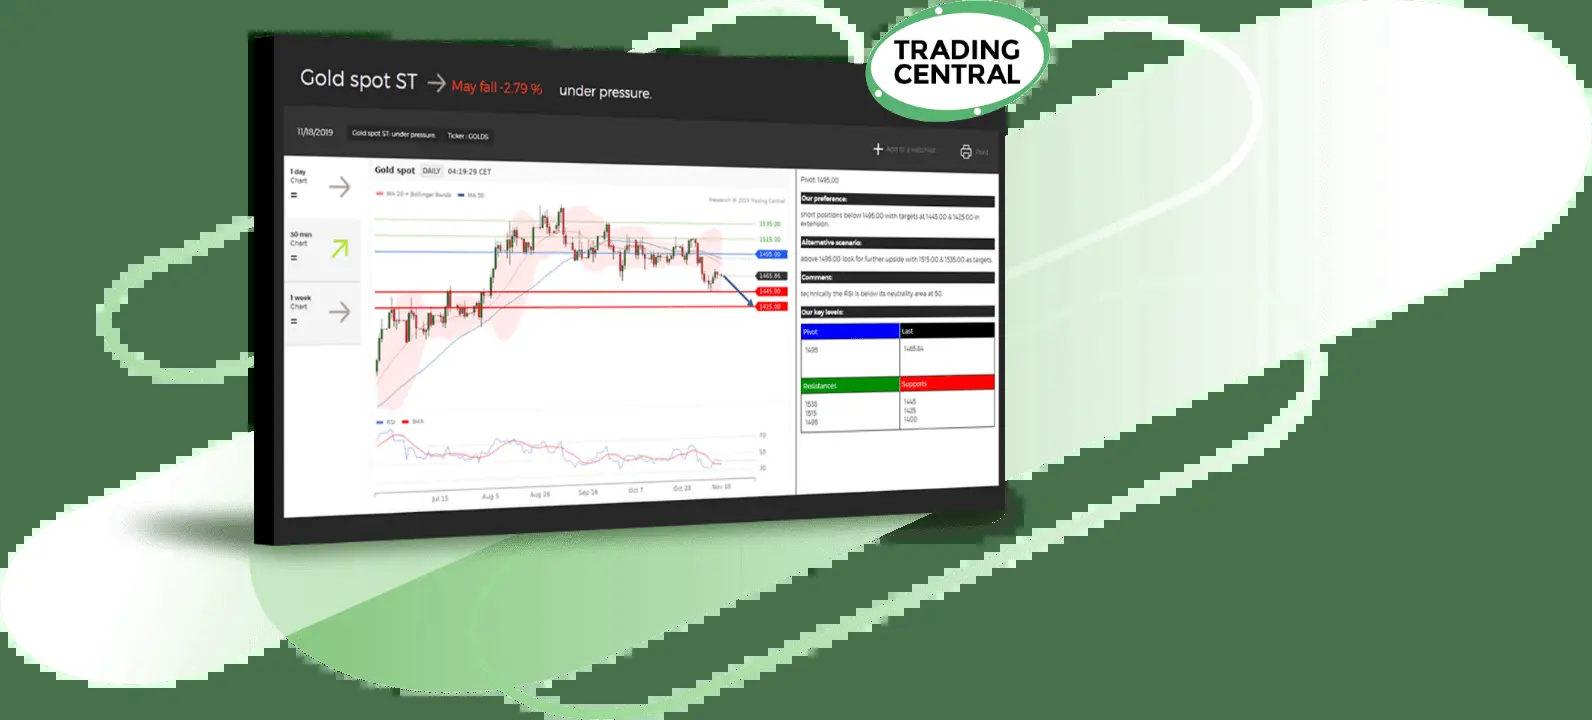 TRADING
CENTRAL
Gold spot ST → May fall -2.79 % under pressure.
11/18/2019 Gold spot ST: under pressure. Ticker : GOLDS
Add to a watchlist Print
1 day
Chart
=
30 min
Chart
=
1 week
Chart
=
Gold spot DAILY 04:19:29 CET
MA 20 + Bollinger Bands MA 50
Research © 2019 Trading Central
1535.00
1515.00
1495.00
1465.86
1445.00
1425.00
RSI
70
50
30
Jul 15 Aug 5 Aug 26 Sep 16 Oct 7 Oct 28 Nov 18
Pivot: 1495.00
Our preference:
short positions below 1495.00 with targets at 1445.00 & 1425.00 in
extension.
Alternative scenario:
above 1495.00 look for further upside with 1515.00 & 1535.00 as targets.
Comment:
technically the RSI is below its neutrality area at 50.
Our key levels:
Pivot Last
1495 1465.64
Resistances Supports
1535 1445
1515 1425
1495 1400